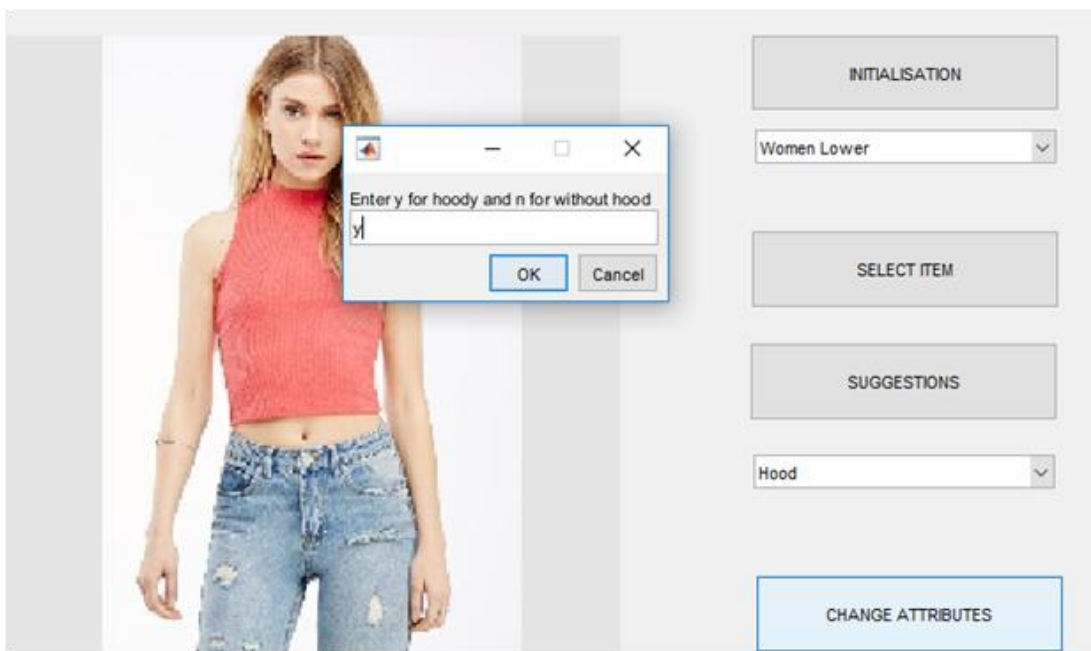 INITIALISATION
Women Lower
Enter y for hoody and n for without hood
y
OK
Cancel
SELECT ITEM
SUGGESTIONS
Hood
CHANGE ATTRIBUTES